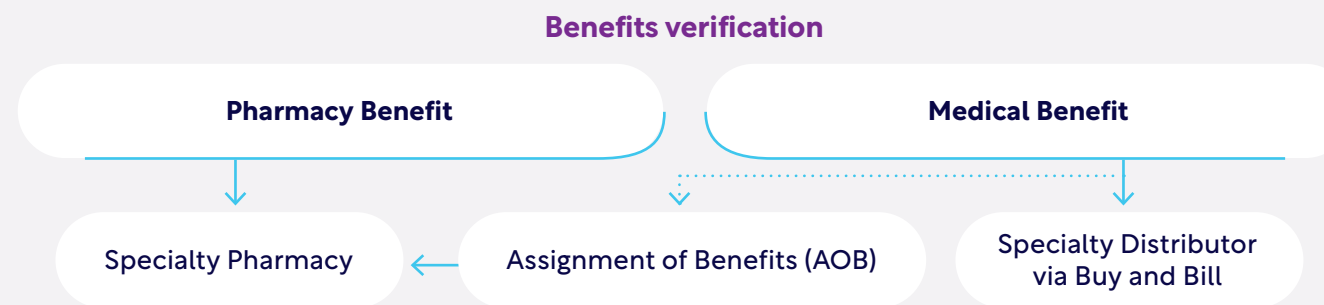 Benefits verification
Pharmacy Benefit
Medical Benefit
Specialty Pharmacy
Assignment of Benefits (AOB)
Specialty Distributor
via Buy and Bill